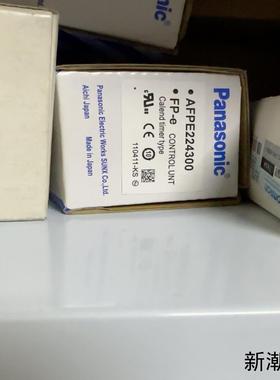 Panasonic
AFPE224300
FP-e CONTROL UNIT
Calend timer type
110411-KS
Panasonic Electric Works SUNX Co.,Ltd.
Aichi Japan
Made in Japan
新潮